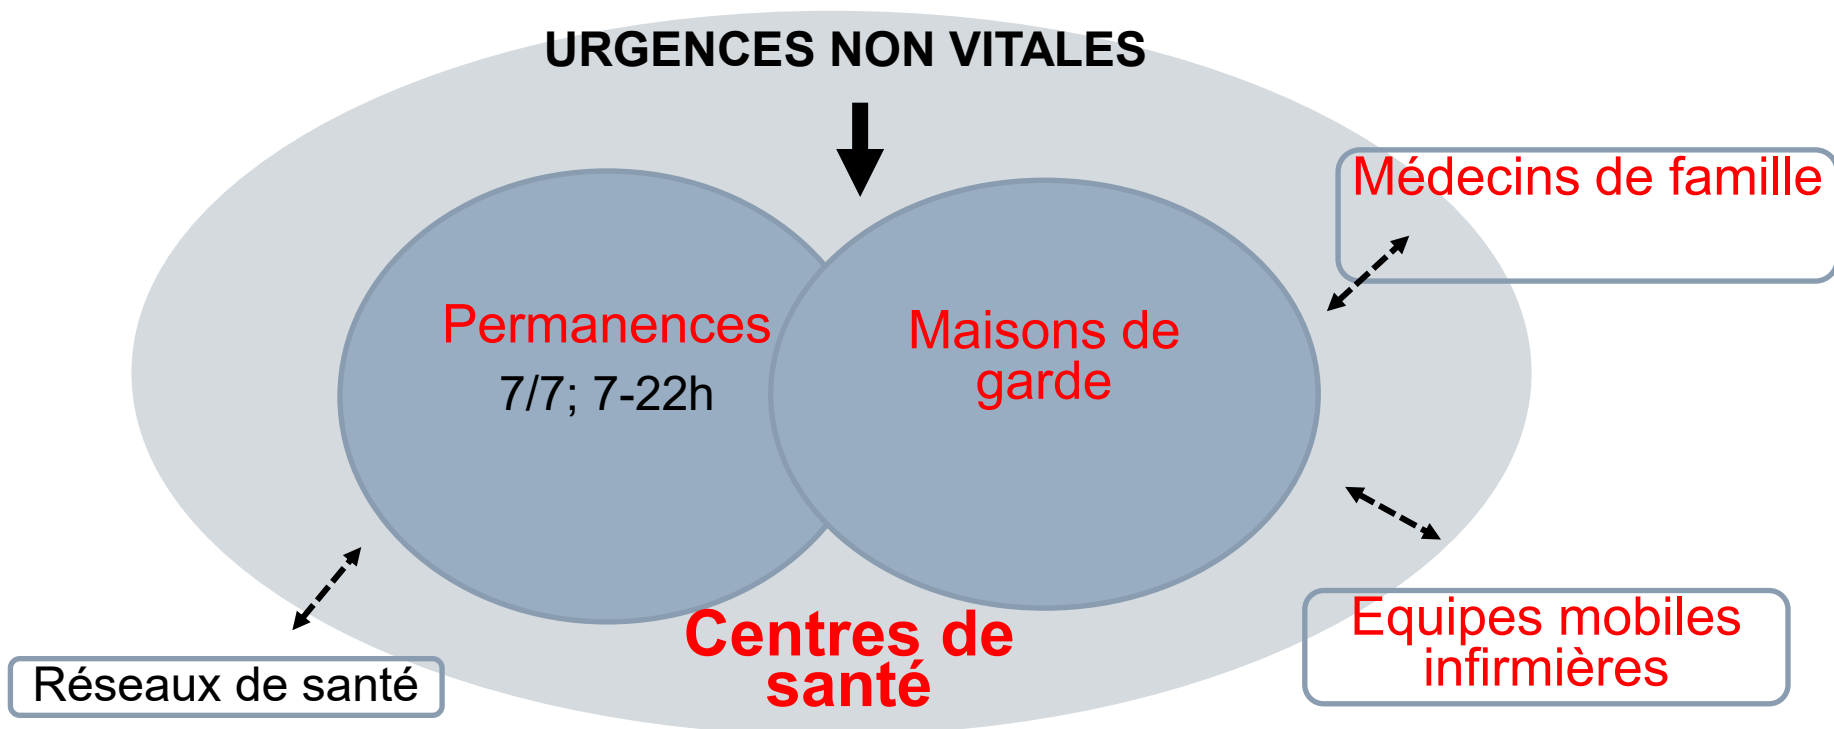 URGENCES NON VITALES
Médecins de famille
Permanences
7/7; 7-22h
Maisons de
garde
Centres de
santé
Equipes mobiles
infirmières
Réseaux de santé